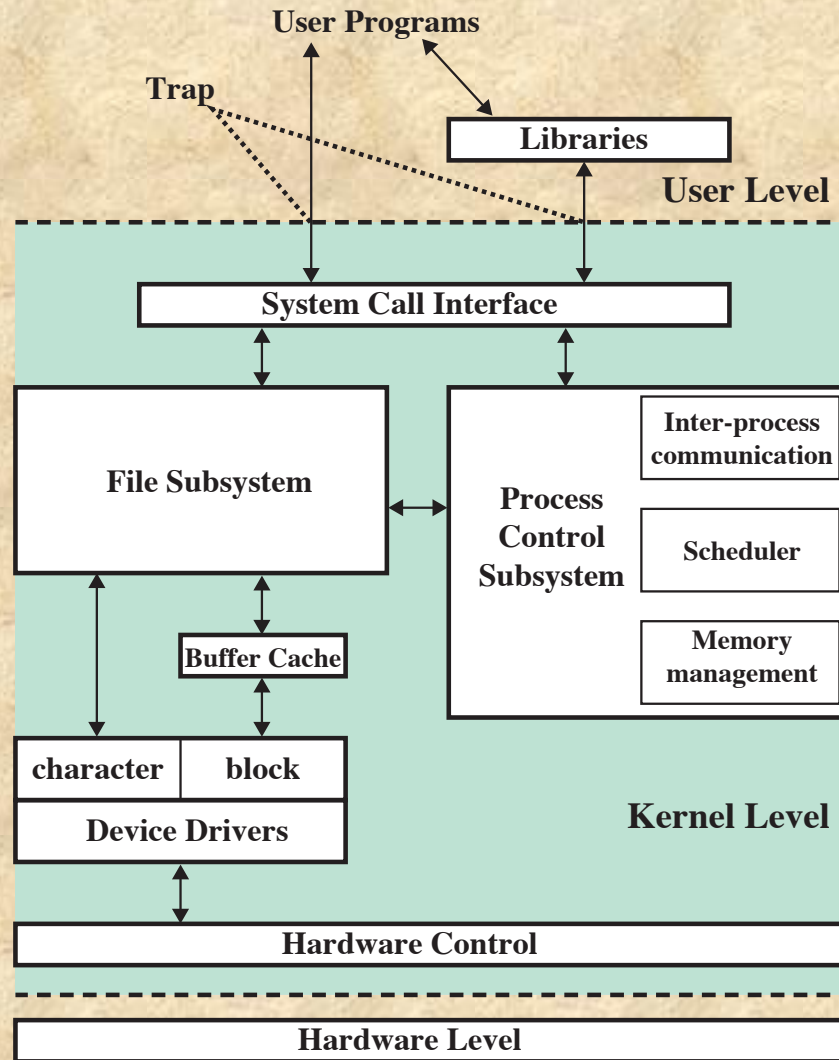 User Programs
Trap
Libraries
User Level
System Call Interface
File Subsystem
Inter-process
communication
Process
Control
Subsystem
Scheduler
Memory
management
Buffer Cache
character
block
Device Drivers
Kernel Level
Hardware Control
Hardware Level